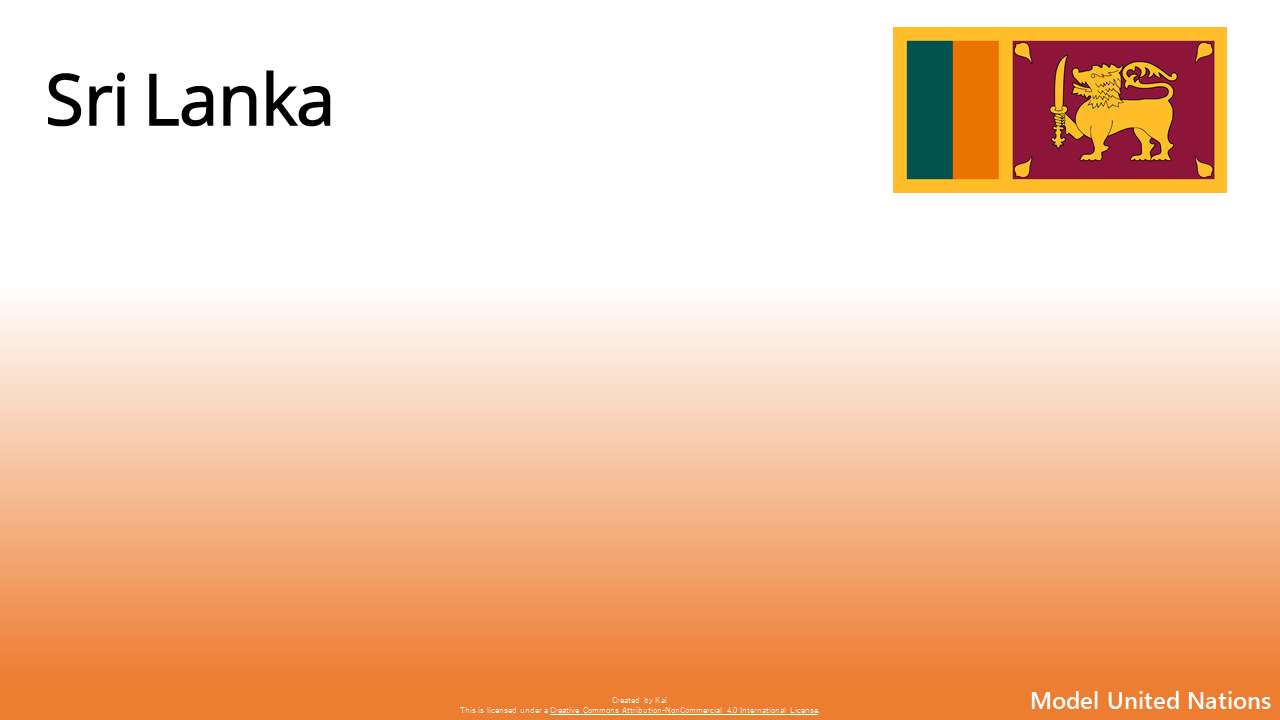 Sri Lanka
Created by Kai
This is licensed under a Creative Commons Attribution-NonCommercial 4.0 International License.
Model United Nations